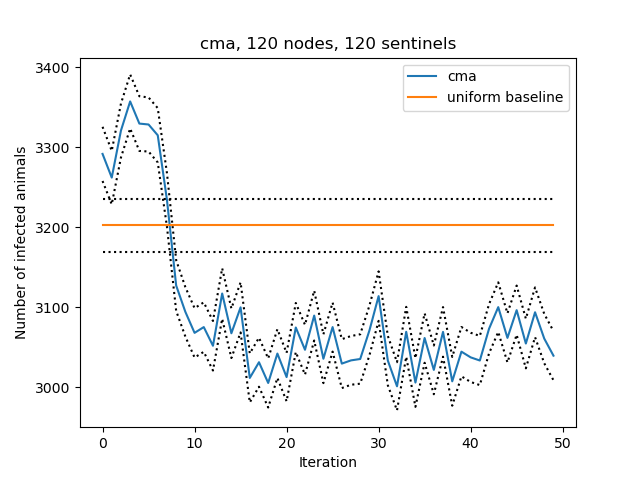 cma, 120 nodes, 120 sentinels
cma
uniform baseline
Number of infected animals
3400
3300
3200
3100
3000
0 10 20 30 40 50
Iteration